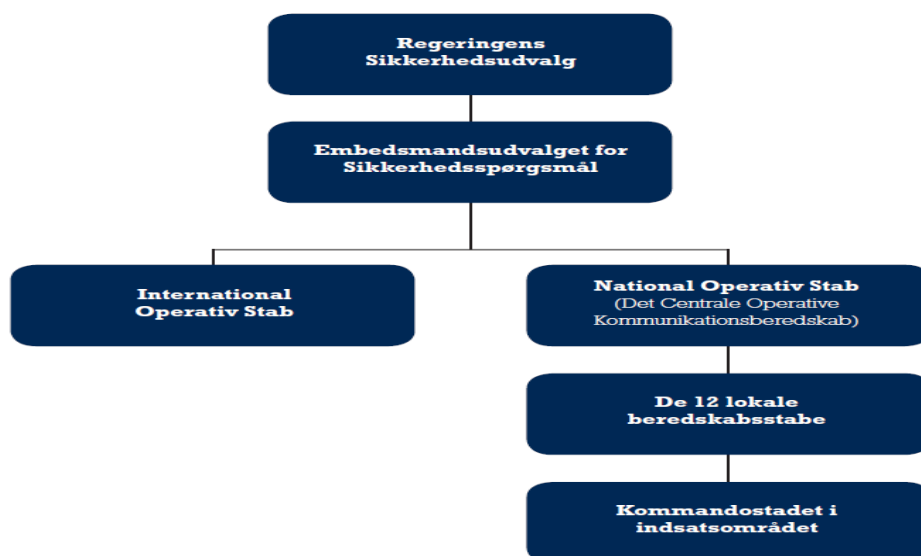 Regeringens
Sikkerhedsudvalg
Embedsmandsudvalget for
Sikkerhedsspørgsmål
International
Operativ Stab
National Operativ Stab
(Det Centrale Operative
Kommunikationsberedskab)
De 12 lokale
beredskabsstabe
Kommandostadet i
indsatsområdet